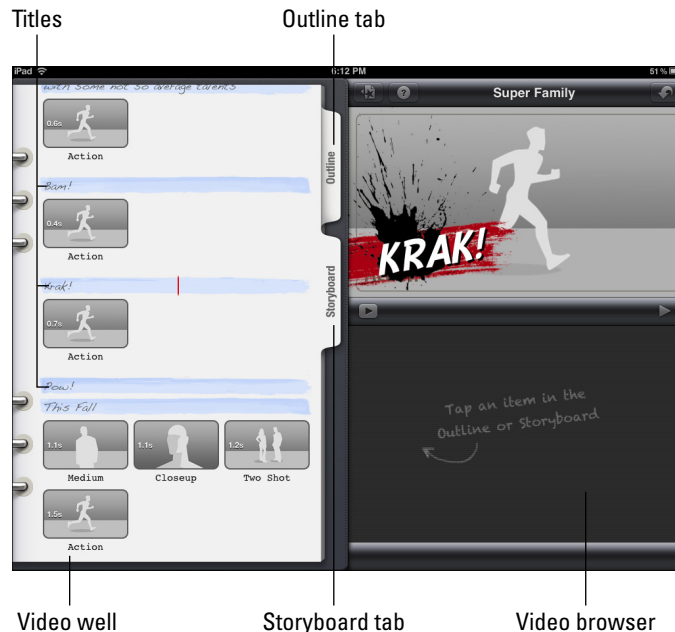 Titles
Outline tab
iPad
6:12 PM
51%
with some not so average talents
Super Family
?
0.6s
Action
Outline
Bam!
0.4s
Action
KRAK!
Krak!
0.7s
Storyboard
Action
Pow!
This Fall
Tap an item in the
Outline or Storyboard
1.1s
1.1s
1.2s
Medium
Closeup
Two Shot
1.5s
Action
Video well
Storyboard tab
Video browser